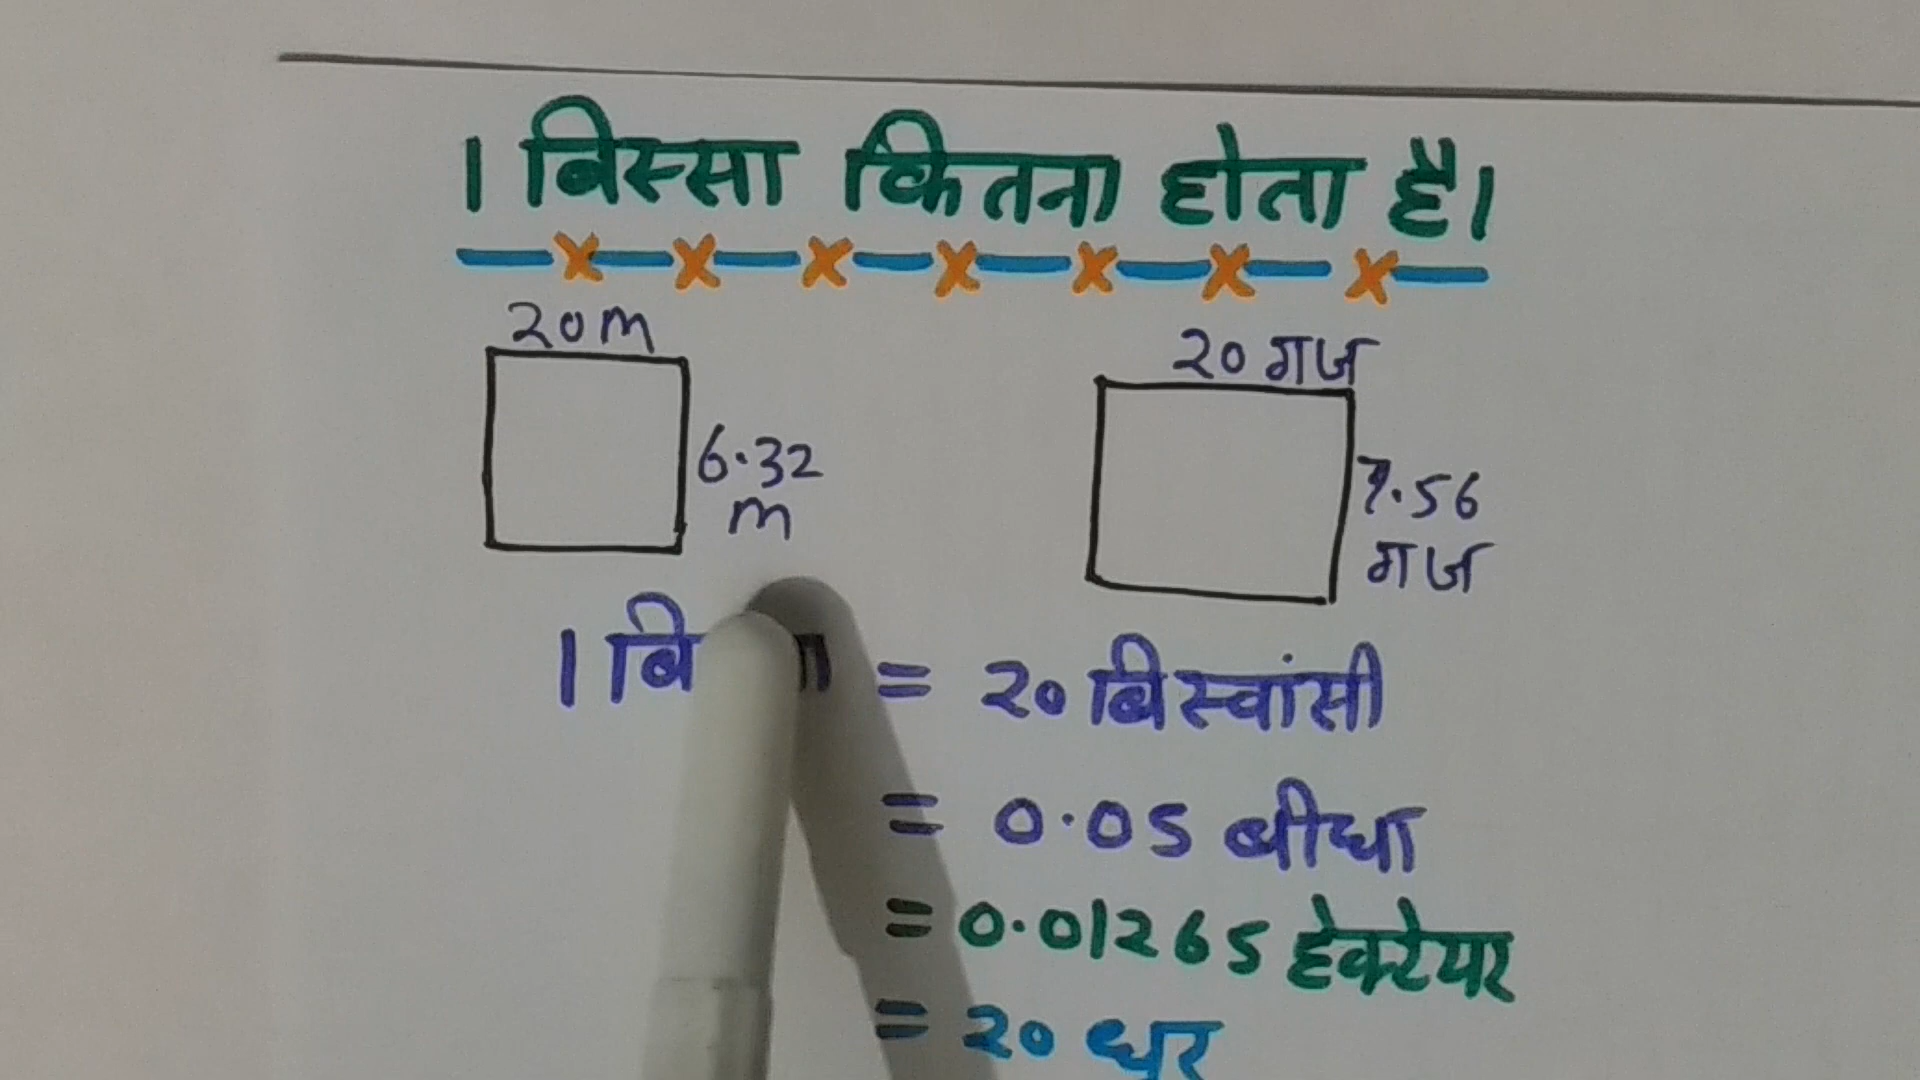 1 बिस्सा कितना होता है।
20m
6.32
m
20 गज
7.56
गज
1 = 20 बिस्वांसी
= 0.05 बीघा
= 0.01265 हेक्टेयर
= 20 धुर